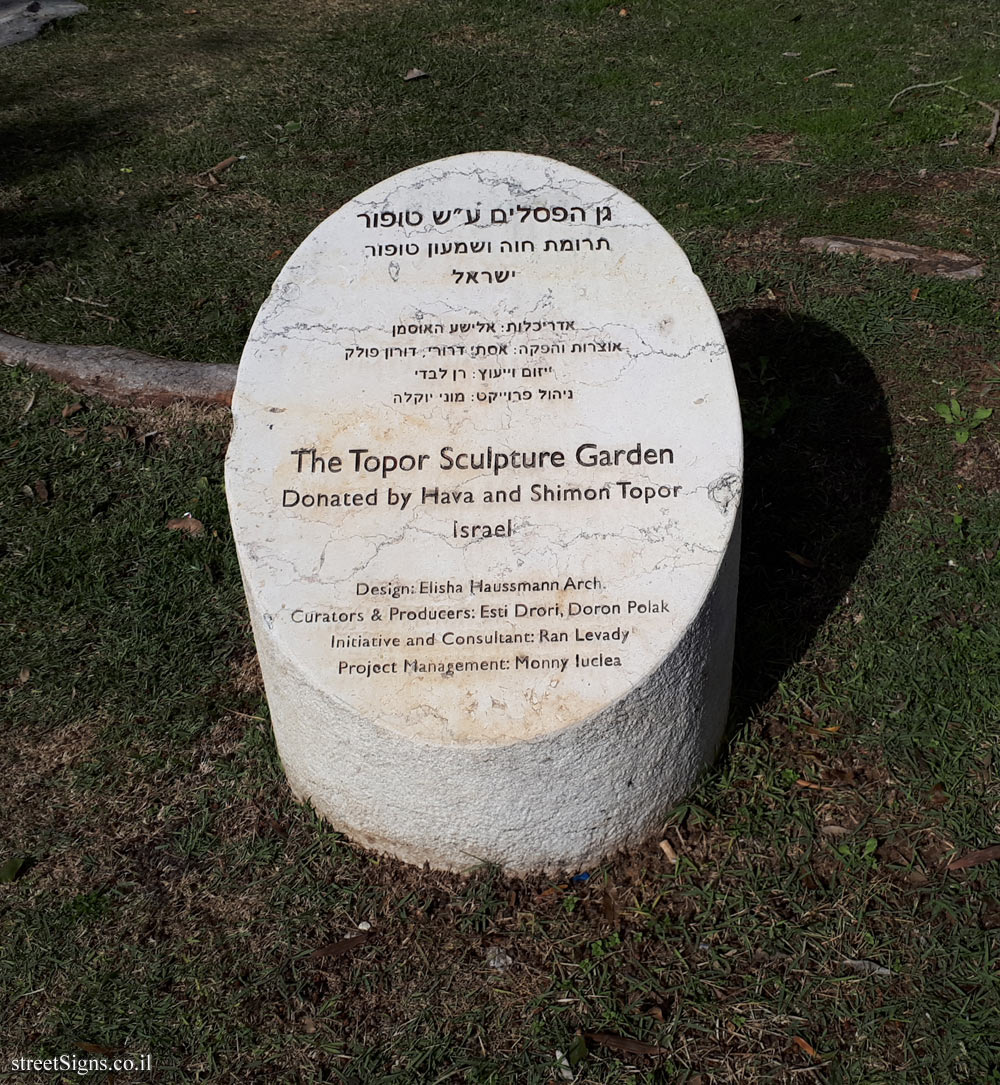 גן הפסלים ע״ש טופור
תרומת חוה ושמעון טופור
ישראל
אדריכלות: אלישע האוסמן
אוצרות והפקה: אסתי דרורי, דורון פולק
ייזום וייעוץ: רן לבדי
ניהול פרוייקט: מוני יוקלה
The Topor Sculpture Garden
Donated by Hava and Shimon Topor
Israel
Design: Elisha Haussmann Arch.
Curators & Producers: Esti Drori, Doron Polak
Initiative and Consultant: Ran Levady
Project Management: Monny Iuclea
streetSigns.co.il